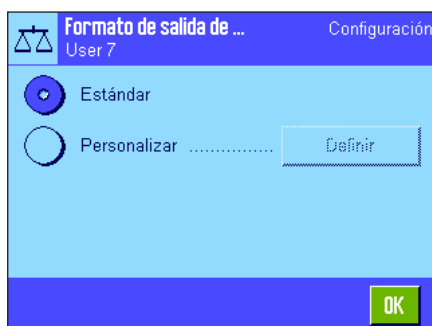 Formato de salida de ... Configuración
User 7
Estándar
Personalizar ............... Definir
OK